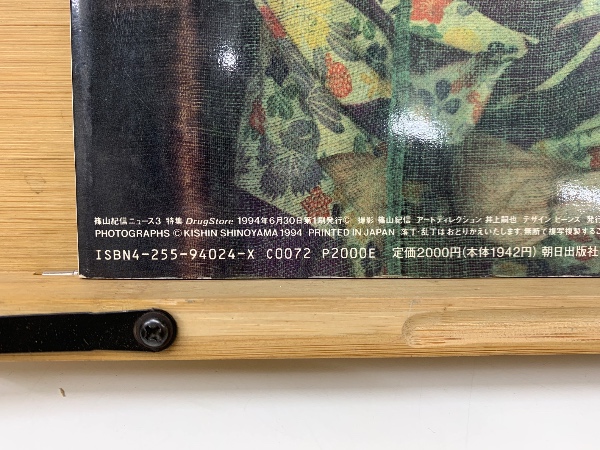 篠山紀信ニュース3 特集 DrugStore 1994年6月30日第1刷発行© 撮影 篠山紀信 アートディレクション 井上嗣也 デザイン ビーンズ 発行
PHOTOGRAPHS © KISHIN SHINOYAMA 1994 PRINTED IN JAPAN 落丁・乱丁はおとりかえいたします。無断で複写複製するこ
ISBN4-255-94024-X C0072 P2000E 定価2000円(本体1942円) 朝日出版社